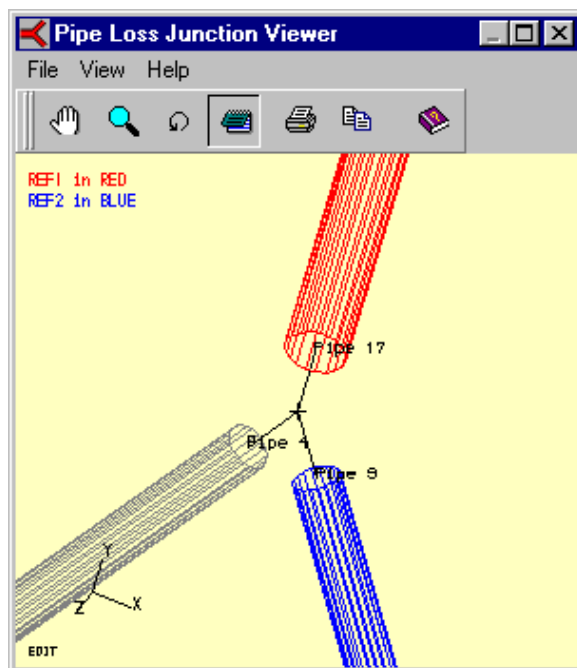 Pipe Loss Junction Viewer
File View Help
REF1 in RED
REF2 in BLUE
Pipe 17
Pipe 4
Pipe 9
Y
Z X
EDIT